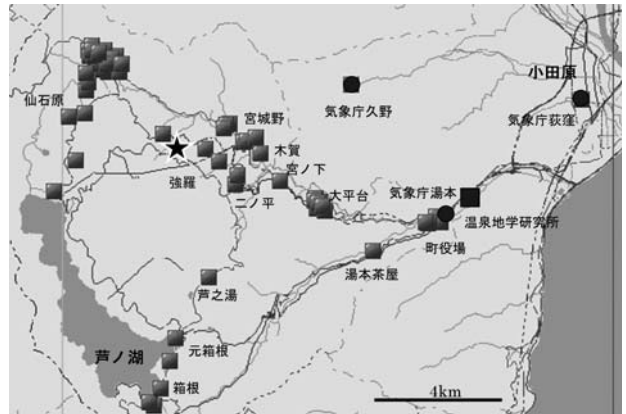 小田原
仙石原
気象庁久野
宮城野
気象庁荻窪
木賀
宮ノ下
強羅
二ノ平
大平台
気象庁湯本
温泉地学研究所
町役場
湯本茶屋
芦之湯
元箱根
芦ノ湖
箱根
4km